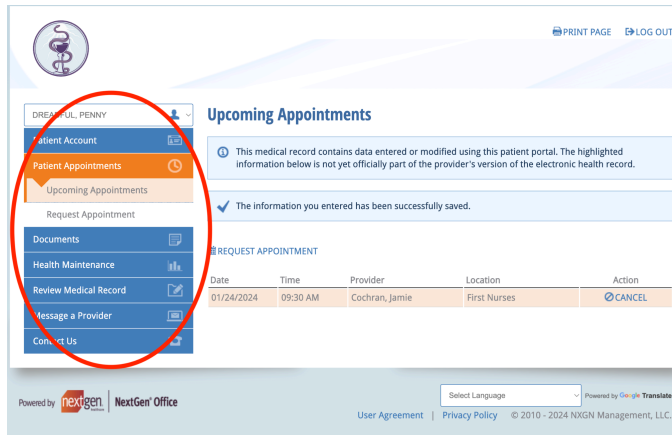 PRINT PAGE LOG OUT
DREADFUL, PENNY
Patient Account
Patient Appointments
Upcoming Appointments
Request Appointment
Documents
Health Maintenance
Review Medical Record
Message a Provider
Contact Us
Upcoming Appointments
This medical record contains data entered or modified using this patient portal. The highlighted
information below is not yet officially part of the provider's version of the electronic health record.
The information you entered has been successfully saved.
REQUEST APPOINTMENT
Date Time Provider Location Action
01/24/2024 09:30 AM Cochran, Jamie First Nurses CANCEL
Powered by nextgen healthcare NextGen® Office
Select Language Powered by Google Translate
User Agreement | Privacy Policy © 2010 - 2024 NXGN Management, LLC.